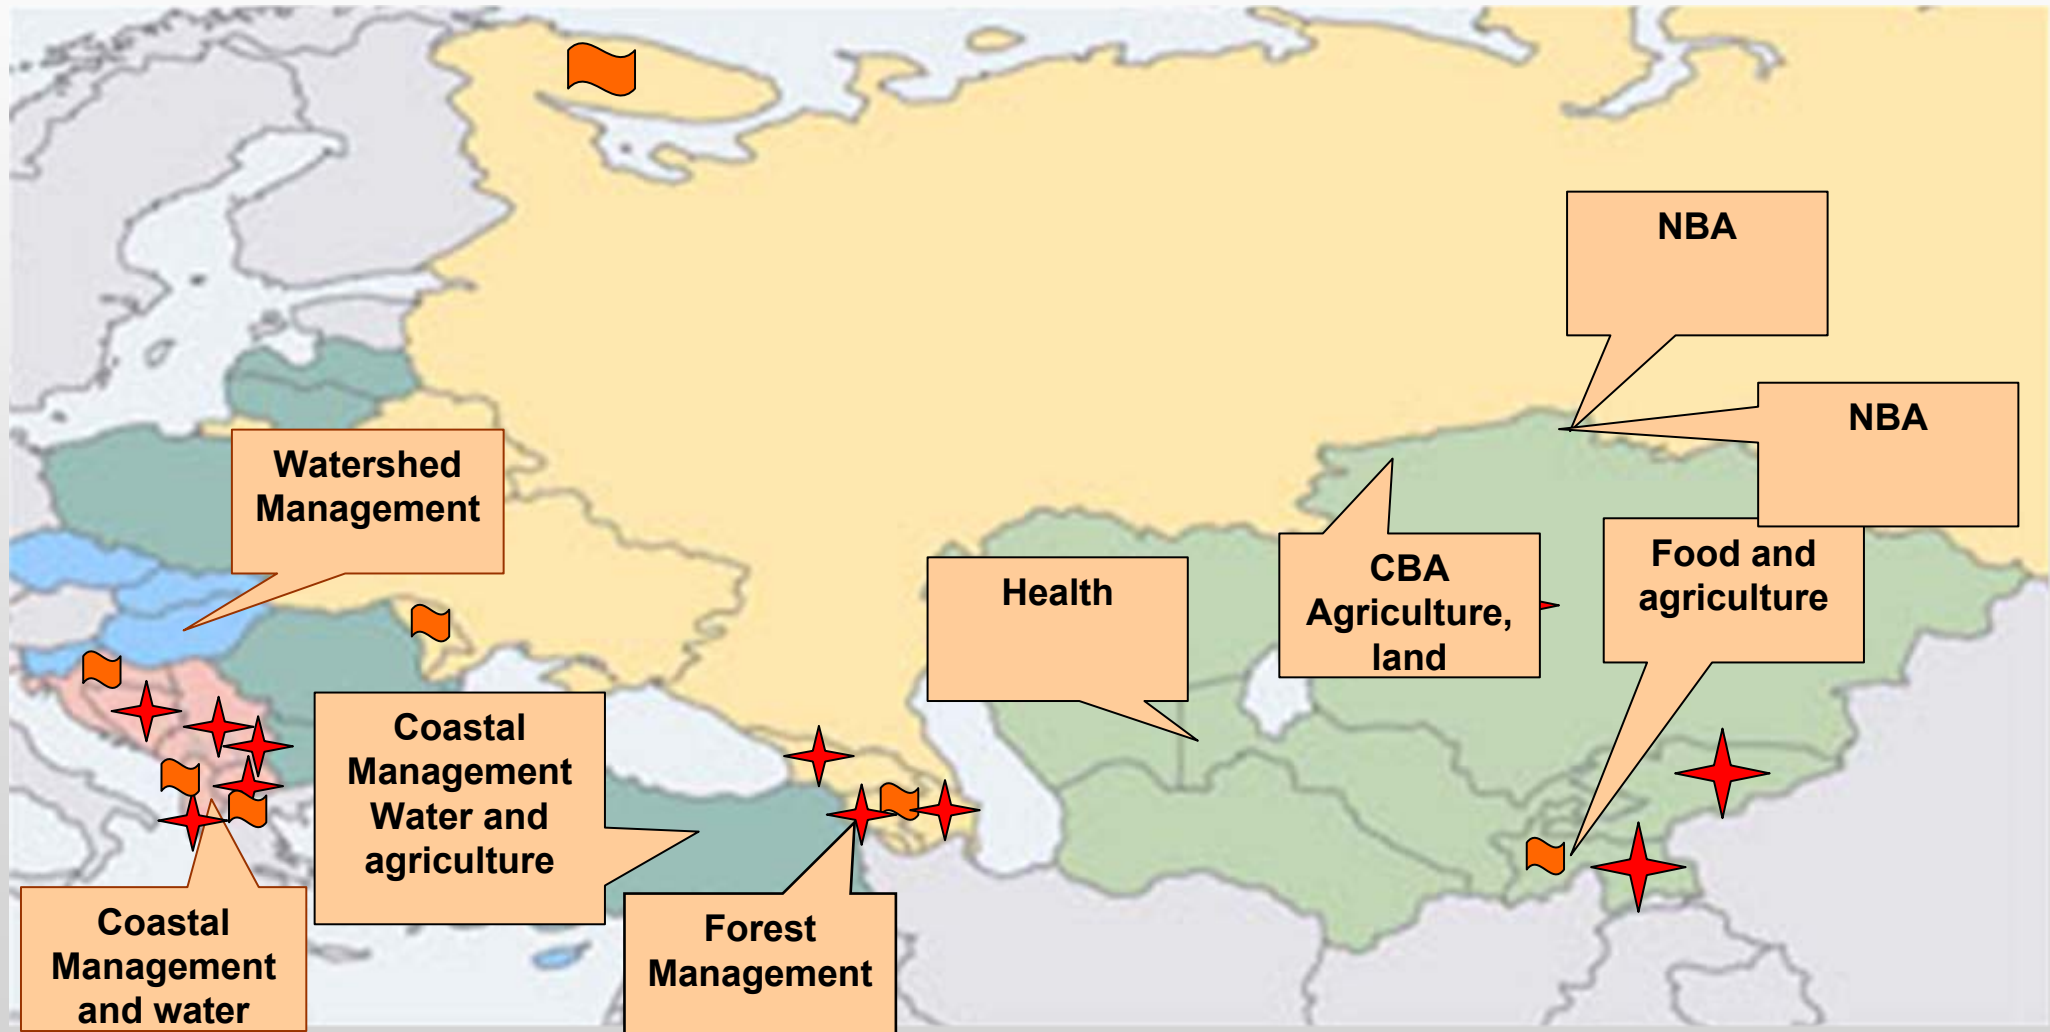 NBA
NBA
Watershed
Management
Food and
agriculture
CBA
Agriculture,
land
Health
Coastal
Management
Water and
agriculture
Coastal
Management
and water
Forest
Management